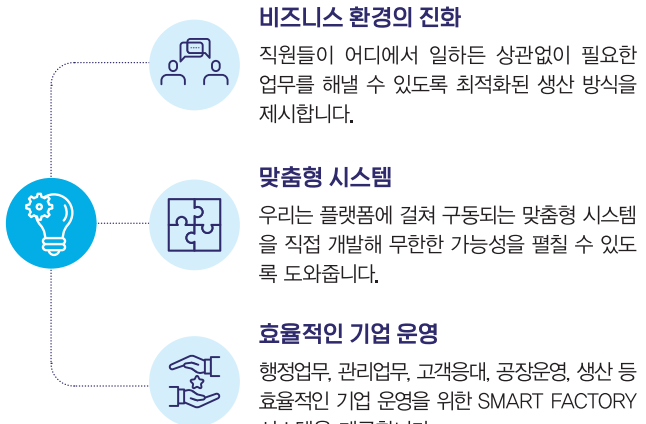 비즈니스 환경의 진화
직원들이 어디에서 일하든 상관없이 필요한
업무를 해낼 수 있도록 최적화된 생산 방식을
제시합니다.
맞춤형 시스템
우리는 플랫폼에 걸쳐 구동되는 맞춤형 시스템
을 직접 개발해 무한한 가능성을 펼칠 수 있도
록 도와줍니다.
효율적인 기업 운영
행정업무, 관리업무, 고객응대, 공장운영, 생산 등
효율적인 기업 운영을 위한 SMART FACTORY